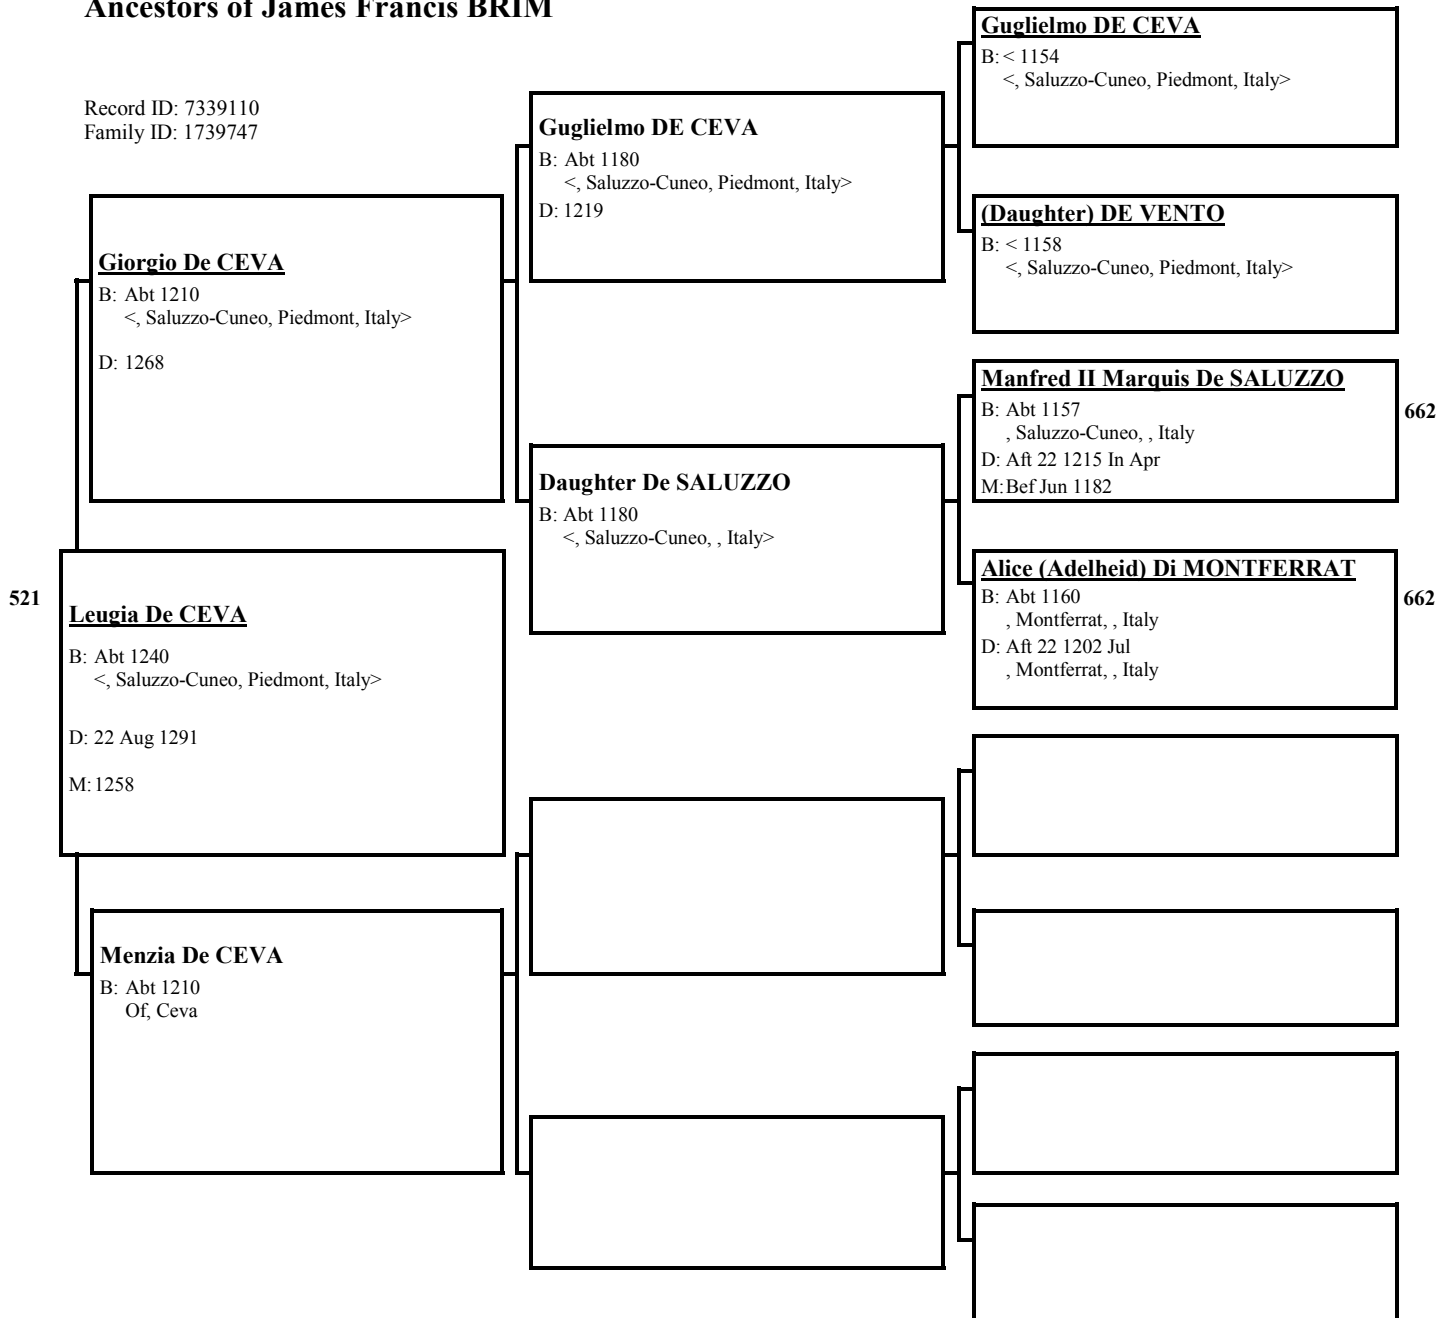 Ancestors of James Francis BRIM
Record ID: 7339110
Family ID: 1739747
Guglielmo DE CEVA
B: < 1154
<, Saluzzo-Cuneo, Piedmont, Italy>
Guglielmo DE CEVA
B: Abt 1180
<, Saluzzo-Cuneo, Piedmont, Italy>
D: 1219
(Daughter) DE VENTO
B: < 1158
<, Saluzzo-Cuneo, Piedmont, Italy>
Giorgio De CEVA
B: Abt 1210
<, Saluzzo-Cuneo, Piedmont, Italy>
D: 1268
Manfred II Marquis De SALUZZO
B: Abt 1157
, Saluzzo-Cuneo, , Italy
D: Aft 22 1215 In Apr
M: Bef Jun 1182
662
Daughter De SALUZZO
B: Abt 1180
<, Saluzzo-Cuneo, , Italy>
Alice (Adelheid) Di MONTFERRAT
B: Abt 1160
, Montferrat, , Italy
D: Aft 22 1202 Jul
, Montferrat, , Italy
662
521
Leugia De CEVA
B: Abt 1240
<, Saluzzo-Cuneo, Piedmont, Italy>
D: 22 Aug 1291
M: 1258
Menzia De CEVA
B: Abt 1210
Of, Ceva